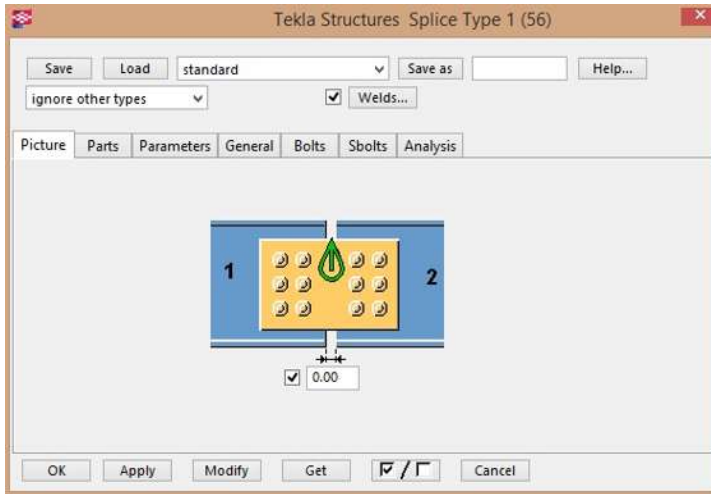 Tekla Structures Splice Type 1 (56)
Save Load standard Save as Help...
ignore other types Welds...
Picture Parts Parameters General Bolts Sbolts Analysis
1 2
0.00
OK Apply Modify Get / Cancel